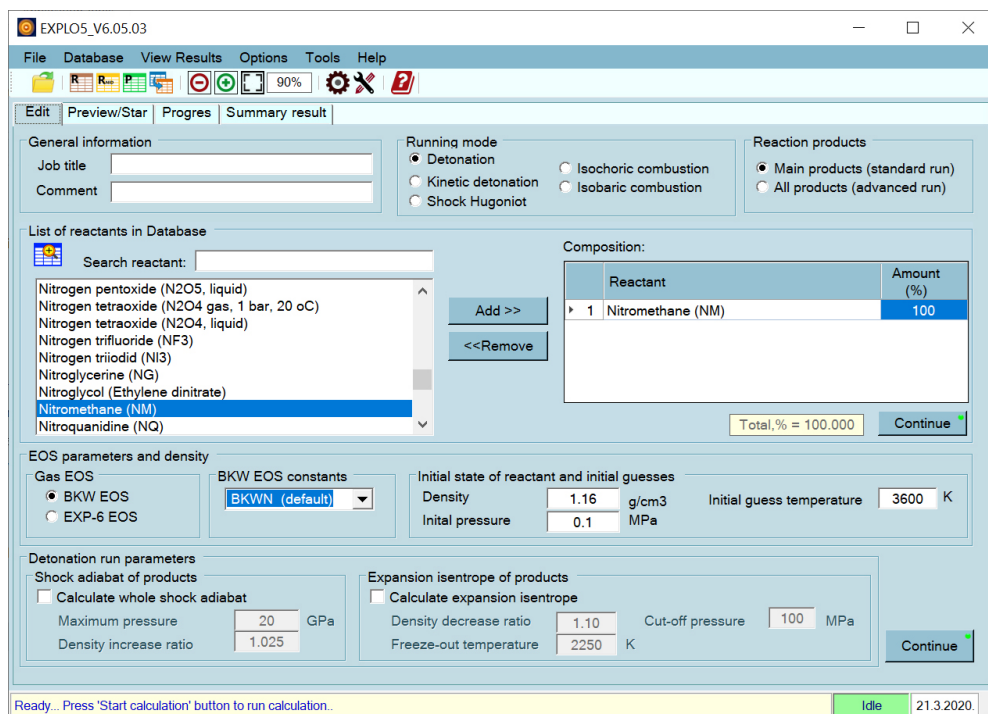 EXPLO5_V6.05.03
File Database View Results Options Tools Help
R R P 90% ?
Edit Preview/Star Progres Summary result
General information
Job title
Comment
Running mode
Detonation
Kinetic detonation
Shock Hugoniot
Isochoric combustion
Isobaric combustion
Reaction products
Main products (standard run)
All products (advanced run)
List of reactants in Database
Search reactant:
Nitrogen pentoxide (N2O5, liquid)
Nitrogen tetraoxide (N2O4 gas, 1 bar, 20 oC)
Nitrogen tetraoxide (N2O4, liquid)
Nitrogen trifluoride (NF3)
Nitrogen triiodid (NI3)
Nitroglycerine (NG)
Nitroglycol (Ethylene dinitrate)
Nitromethane (NM)
Nitroquanidine (NQ)
Add >>
<<Remove
Composition:
Reactant Amount
(%)
1 Nitromethane (NM) 100
Total,% = 100.000 Continue
EOS parameters and density
Gas EOS
BKW EOS
EXP-6 EOS
BKW EOS constants
BKWN (default)
Initial state of reactant and initial guesses
Density 1.16 g/cm3 Initial guess temperature 3600 K
Inital pressure 0.1 MPa
Detonation run parameters
Shock adiabat of products
Calculate whole shock adiabat
Maximum pressure 20 GPa
Density increase ratio 1.025
Expansion isentrope of products
Calculate expansion isentrope
Density decrease ratio 1.10 Cut-off pressure 100 MPa
Freeze-out temperature 2250 K
Continue
Ready... Press 'Start calculation' button to run calculation.. Idle 21.3.2020.